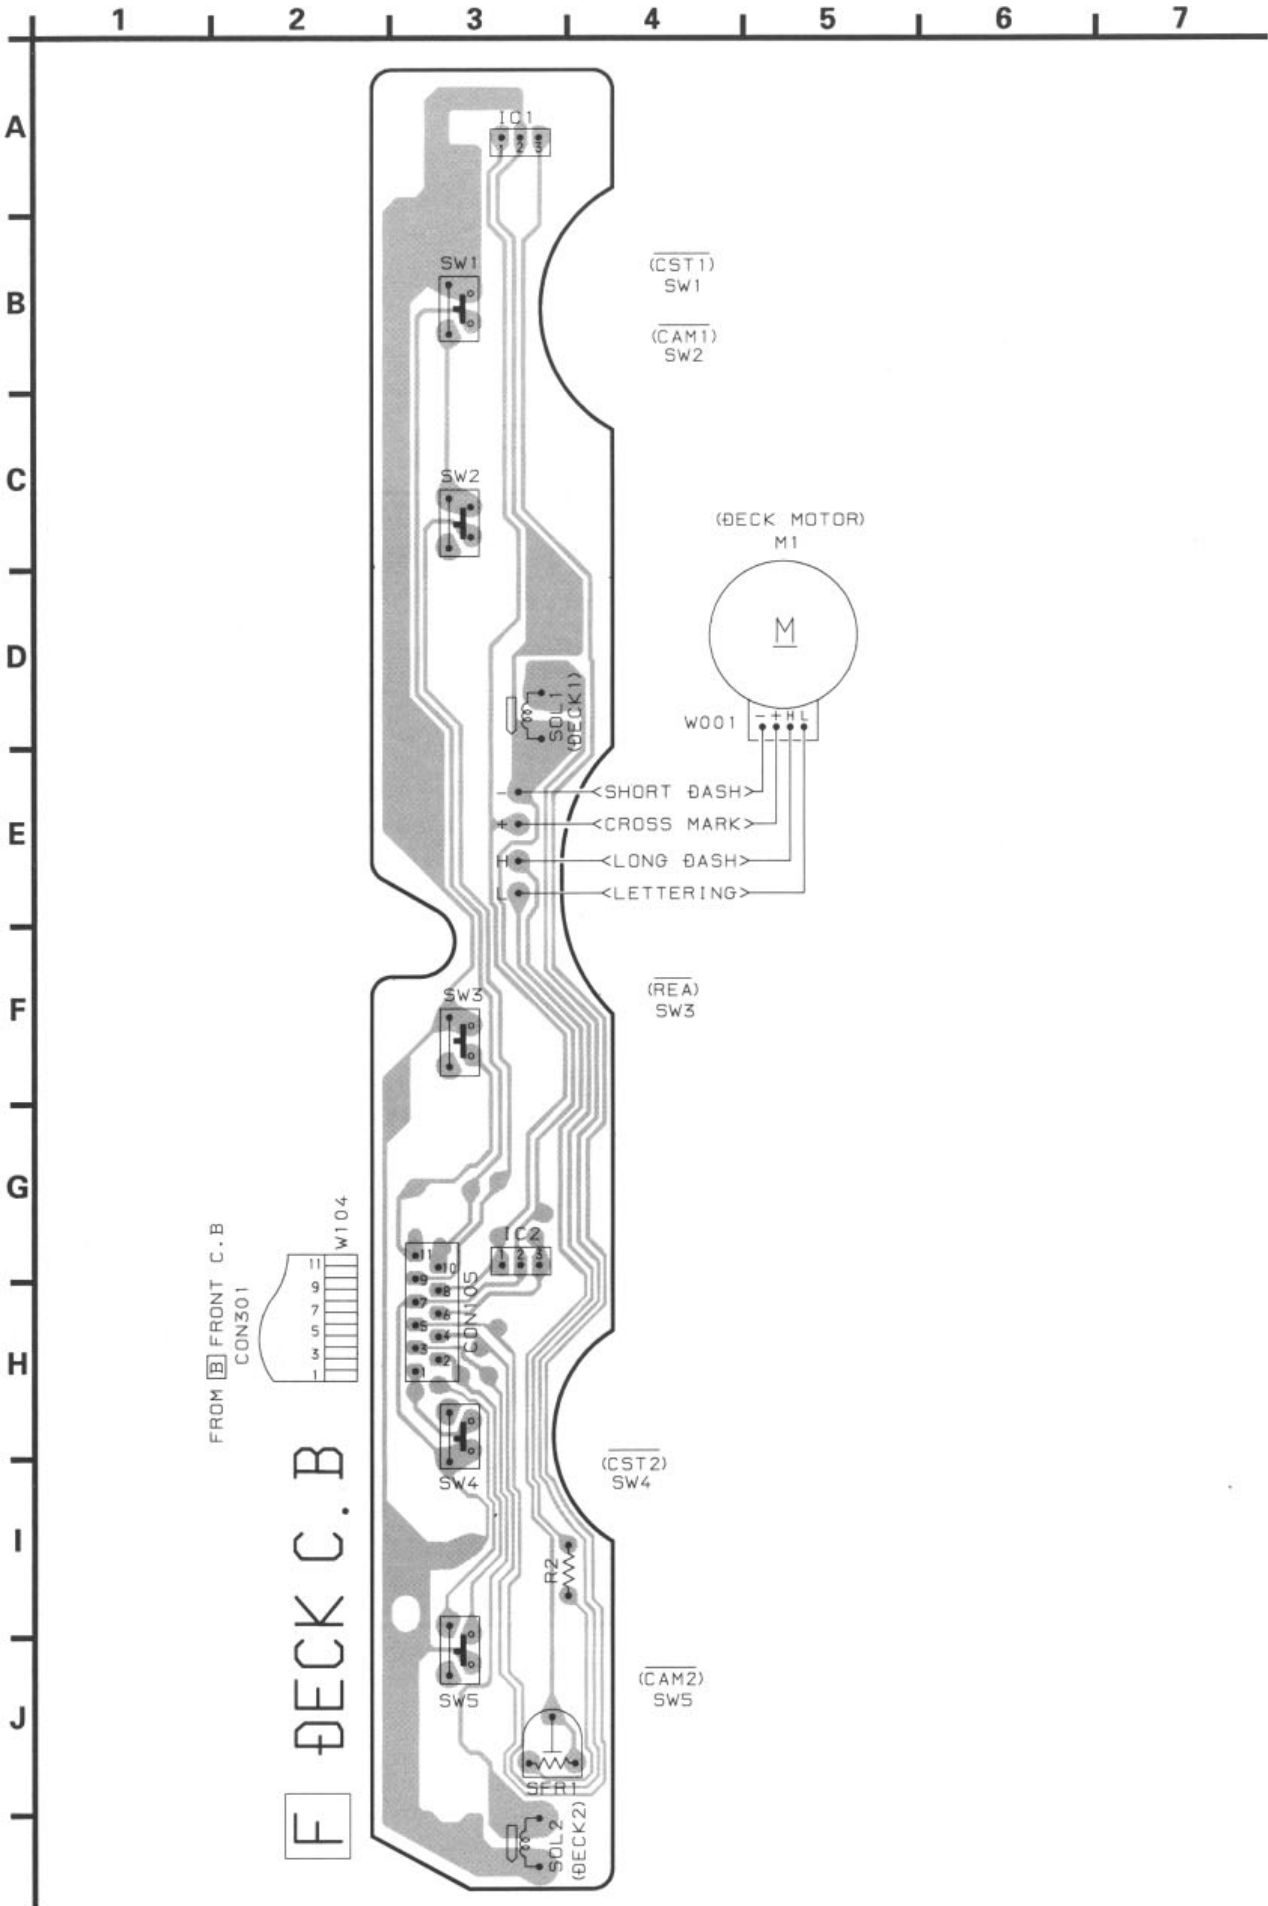 1 2 3 4 5 6 7
A
IC1
1 2 3
B
SW1
(CST1)
SW1
(CAM1)
SW2
C
SW2
(DECK MOTOR)
M1
M
D
SOL1
(DECK1)
W001
- + H L
- <SHORT DASH>
E
+ <CROSS MARK>
H <LONG DASH>
L <LETTERING>
F
SW3
(REA)
SW3
G
W104
IC2
1 2 3
FROM B FRONT C.B
CON301
11
9
7
5
3
1
11
10
9
8
7
6
5
4
3
2
1
CON105
H
SW4
(CST2)
SW4
I
R2
F DECK C.B
SW5
(CAM2)
SW5
J
SFR1
SOL2
(DECK2)